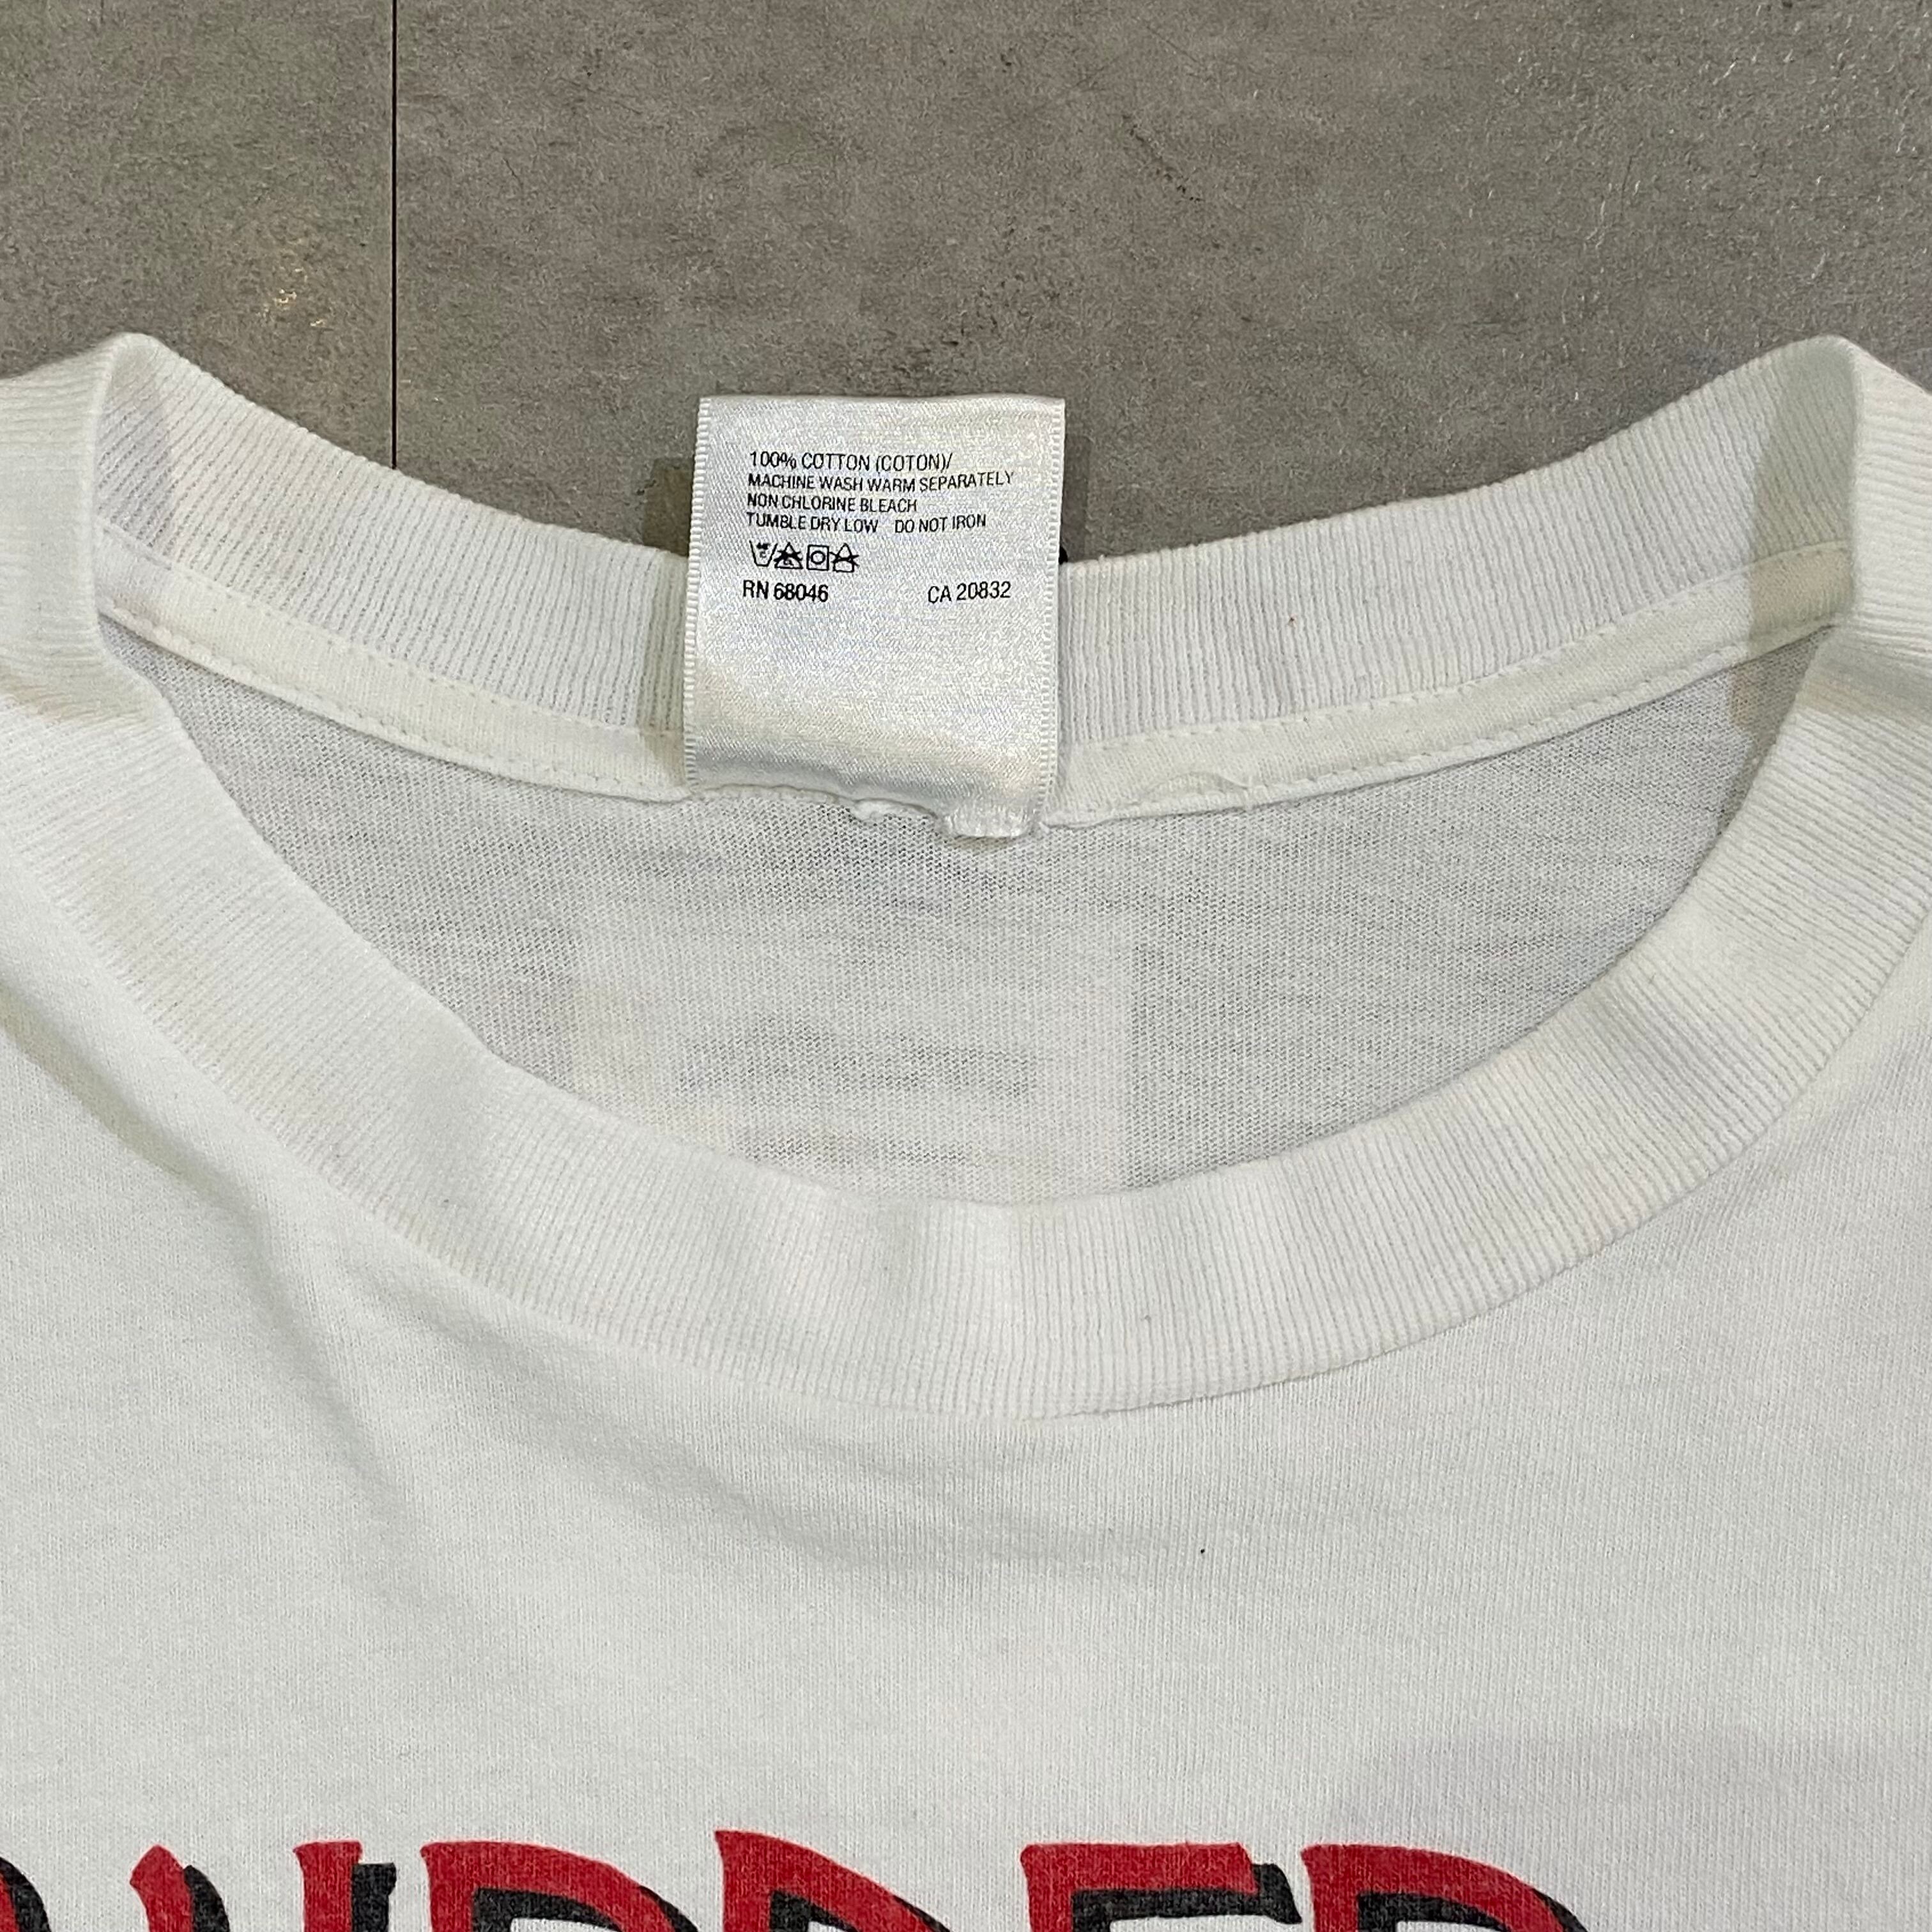 100% COTTON (COTON)/
MACHINE WASH WARM SEPARATELY
NON CHLORINE BLEACH
TUMBLE DRY LOW DO NOT IRON
RN 68046 CA 20832